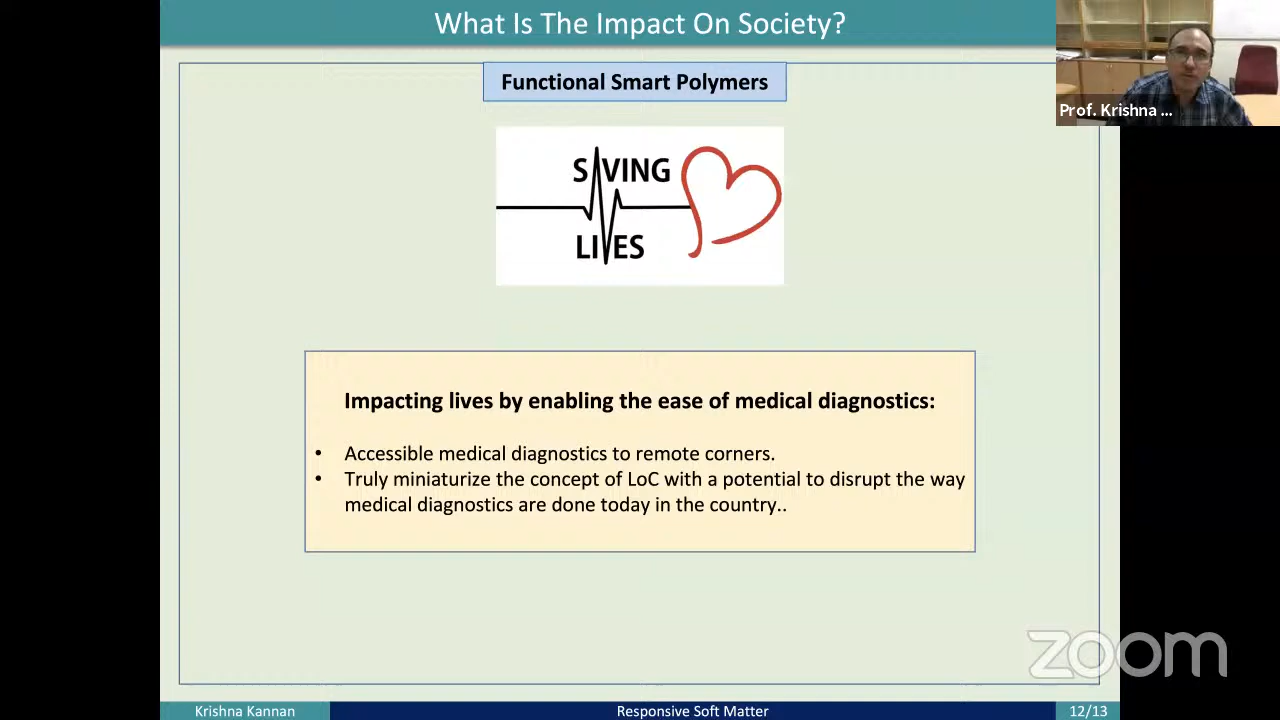 What Is The Impact On Society?
Functional Smart Polymers
Prof. Krishna ...
SAVING
LIVES
Impacting lives by enabling the ease of medical diagnostics:
• Accessible medical diagnostics to remote corners.
• Truly miniaturize the concept of LoC with a potential to disrupt the way
medical diagnostics are done today in the country..
zoom
Krishna Kannan
Responsive Soft Matter
12/13